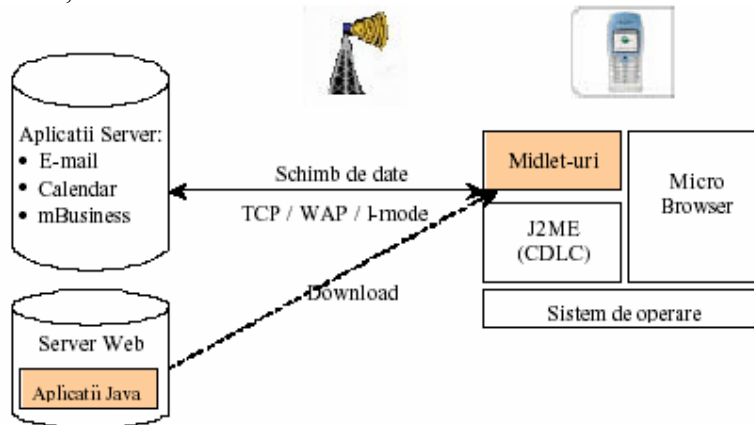 Aplicatii Server:
• E-mail
• Calendar
• mBusiness
Schimb de date
TCP / WAP / I-mode
Download
Server Web
Aplicatii Java
Midlet-uri
J2ME
(CDLC)
Micro
Browser
Sistem de operare